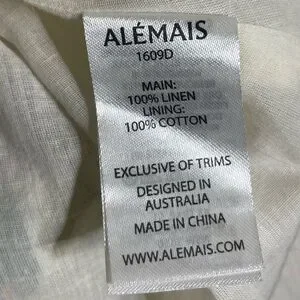 ALÉMAIS
1609D
MAIN:
100% LINEN
LINING:
100% COTTON
EXCLUSIVE OF TRIMS
DESIGNED IN
AUSTRALIA
MADE IN CHINA
WWW.ALEMAIS.COM